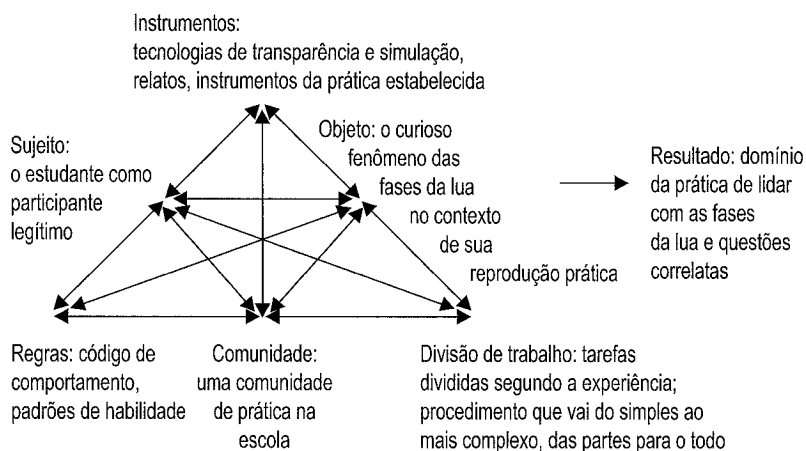 Instrumentos:
tecnologias de transparência e simulação,
relatos, instrumentos da prática estabelecida
Sujeito:
o estudante como
participante
legítimo
Objeto: o curioso
fenômeno das
fases da lua
no contexto
de sua
reprodução prática
Resultado: domínio
da prática de lidar
com as fases
da lua e questões
correlatas
Regras: código de
comportamento,
padrões de habilidade
Comunidade:
uma comunidade
de prática na
escola
Divisão de trabalho: tarefas
divididas segundo a experiência;
procedimento que vai do simples ao
mais complexo, das partes para o todo